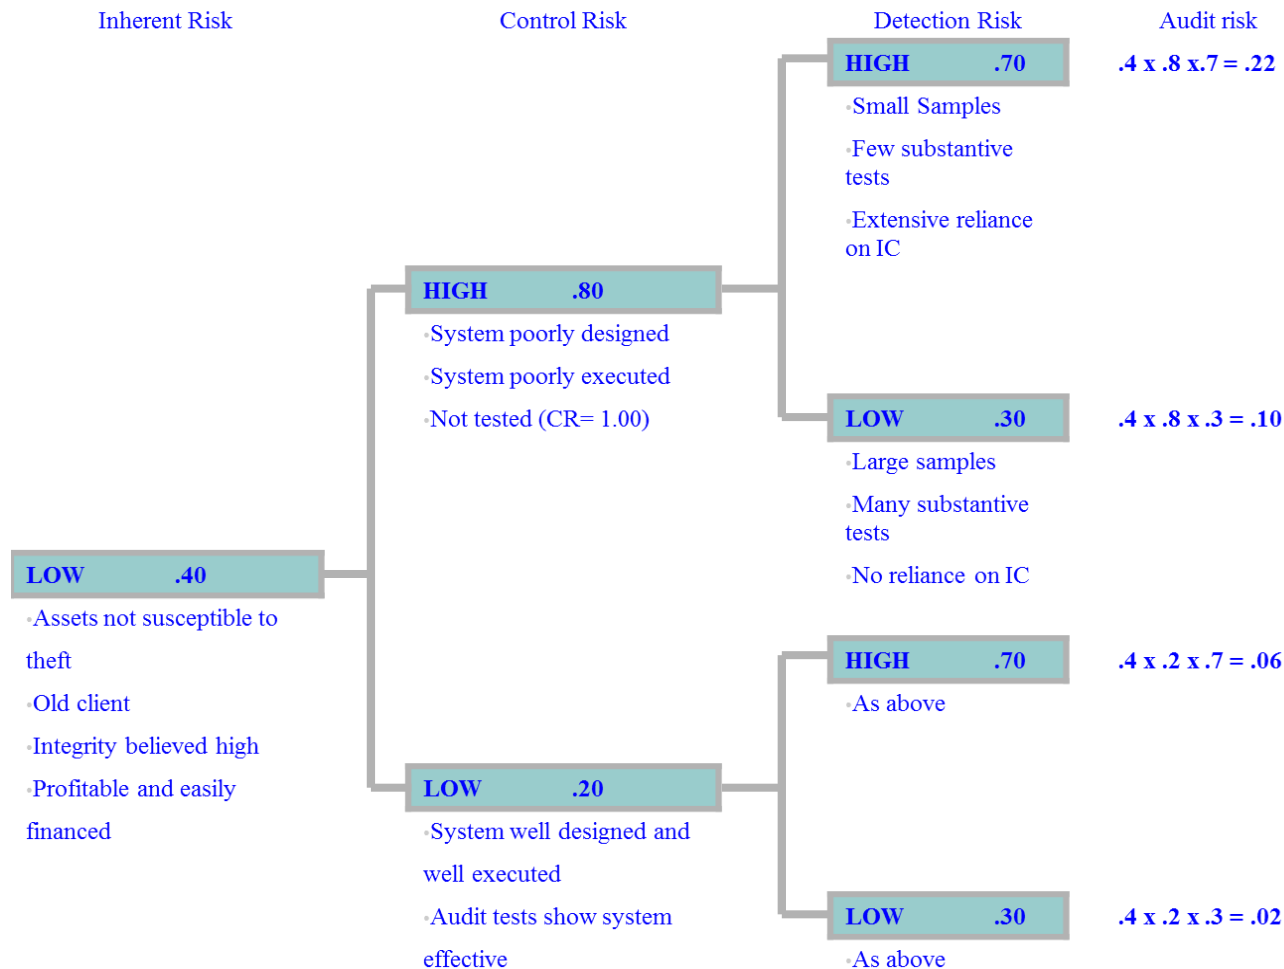 Inherent Risk
Control Risk
Detection Risk
Audit risk
HIGH .70
.4 x .8 x.7 = .22
•Small Samples
•Few substantive
tests
•Extensive reliance
on IC
HIGH .80
•System poorly designed
•System poorly executed
•Not tested (CR= 1.00)
LOW .30
.4 x .8 x .3 = .10
•Large samples
•Many substantive
tests
•No reliance on IC
LOW .40
•Assets not susceptible to
theft
•Old client
•Integrity believed high
•Profitable and easily
financed
HIGH .70
.4 x .2 x .7 = .06
•As above
LOW .20
•System well designed and
well executed
•Audit tests show system
effective
LOW .30
.4 x .2 x .3 = .02
•As above